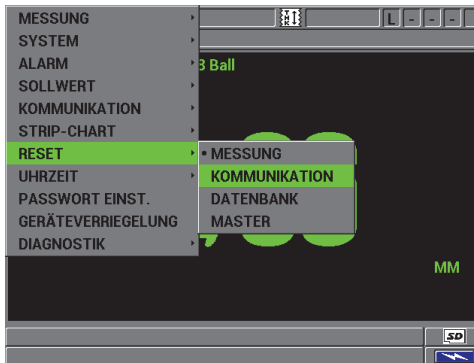 MESSUNG
L - - -
SYSTEM
ALARM
3 Ball
SOLLWERT
KOMMUNIKATION
STRIP-CHART
RESET
• MESSUNG
UHRZEIT
KOMMUNIKATION
PASSWORT EINST.
DATENBANK
GERÄTEVERRIEGELUNG
MASTER
DIAGNOSTIK
MM
SD